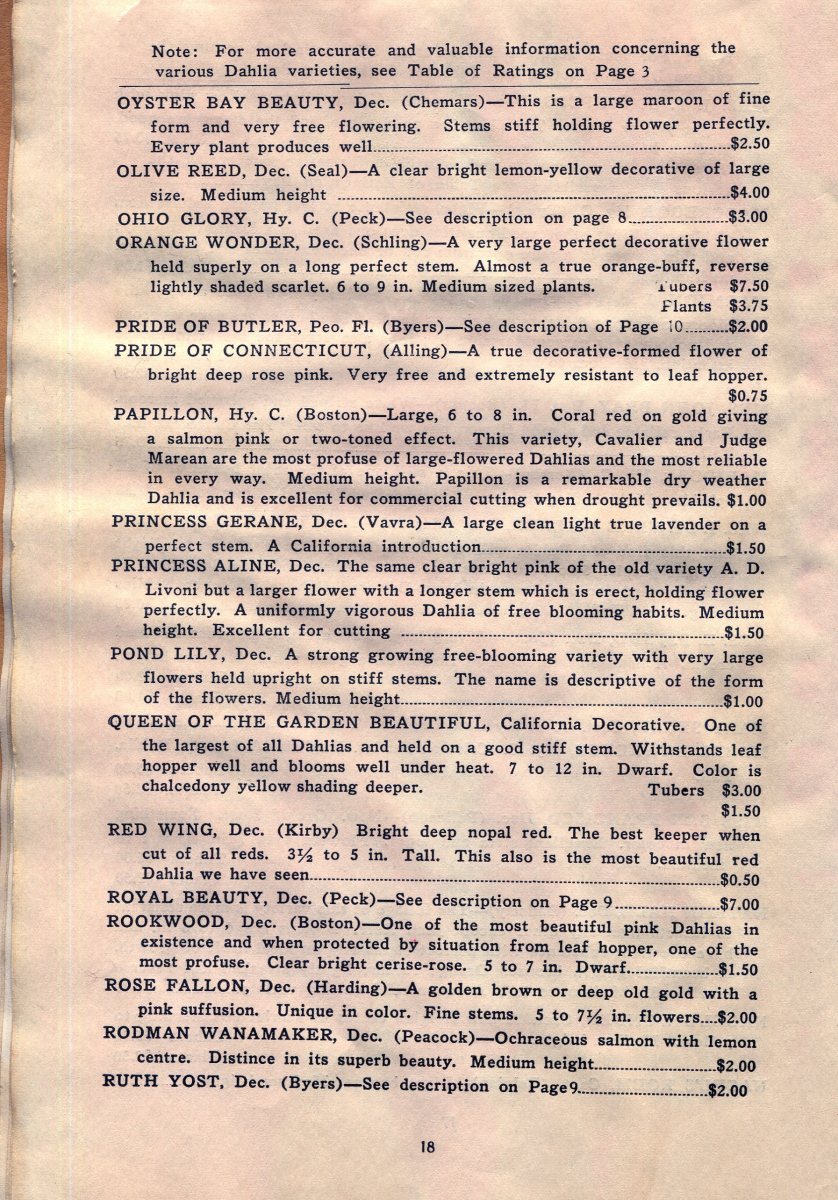 Note: For more accurate and valuable information concerning the
various Dahlia varieties, see Table of Ratings on Page 3
OYSTER BAY BEAUTY, Dec. (Chemars)—This is a large maroon of fine
form and very free flowering. Stems stiff holding flower perfectly.
Every plant produces well........$2.50
OLIVE REED, Dec. (Seal)—A clear bright lemon-yellow decorative of large
size. Medium height ........$4.00
OHIO GLORY, Hy. C. (Peck)—See description on page 8........$3.00
ORANGE WONDER, Dec. (Schling)—A very large perfect decorative flower
held superly on a long perfect stem. Almost a true orange-buff, reverse
lightly shaded scarlet. 6 to 9 in. Medium sized plants. Tubers $7.50
Plants $3.75
PRIDE OF BUTLER, Peo. Fl. (Byers)—See description of Page 10........$2.00
PRIDE OF CONNECTICUT, (Alling)—A true decorative-formed flower of
bright deep rose pink. Very free and extremely resistant to leaf hopper.
$0.75
PAPILLON, Hy. C. (Boston)—Large, 6 to 8 in. Coral red on gold giving
a salmon pink or two-toned effect. This variety, Cavalier and Judge
Marean are the most profuse of large-flowered Dahlias and the most reliable
in every way. Medium height. Papillon is a remarkable dry weather
Dahlia and is excellent for commercial cutting when drought prevails. $1.00
PRINCESS GERANE, Dec. (Vavra)—A large clean light true lavender on a
perfect stem. A California introduction........$1.50
PRINCESS ALINE, Dec. The same clear bright pink of the old variety A. D.
Livoni but a larger flower with a longer stem which is erect, holding flower
perfectly. A uniformly vigorous Dahlia of free blooming habits. Medium
height. Excellent for cutting ........$1.50
POND LILY, Dec. A strong growing free-blooming variety with very large
flowers held upright on stiff stems. The name is descriptive of the form
of the flowers. Medium height........$1.00
QUEEN OF THE GARDEN BEAUTIFUL, California Decorative. One of
the largest of all Dahlias and held on a good stiff stem. Withstands leaf
hopper well and blooms well under heat. 7 to 12 in. Dwarf. Color is
chalcedony yellow shading deeper. Tubers $3.00
$1.50
RED WING, Dec. (Kirby) Bright deep nopal red. The best keeper when
cut of all reds. 3½ to 5 in. Tall. This also is the most beautiful red
Dahlia we have seen........$0.50
ROYAL BEAUTY, Dec. (Peck)—See description on Page 9........$7.00
ROOKWOOD, Dec. (Boston)—One of the most beautiful pink Dahlias in
existence and when protected by situation from leaf hopper, one of the
most profuse. Clear bright cerise-rose. 5 to 7 in. Dwarf........$1.50
ROSE FALLON, Dec. (Harding)—A golden brown or deep old gold with a
pink suffusion. Unique in color. Fine stems. 5 to 7½ in. flowers....$2.00
RODMAN WANAMAKER, Dec. (Peacock)—Ochraceous salmon with lemon
centre. Distince in its superb beauty. Medium height........$2.00
RUTH YOST, Dec. (Byers)—See description on Page 9........$2.00
18